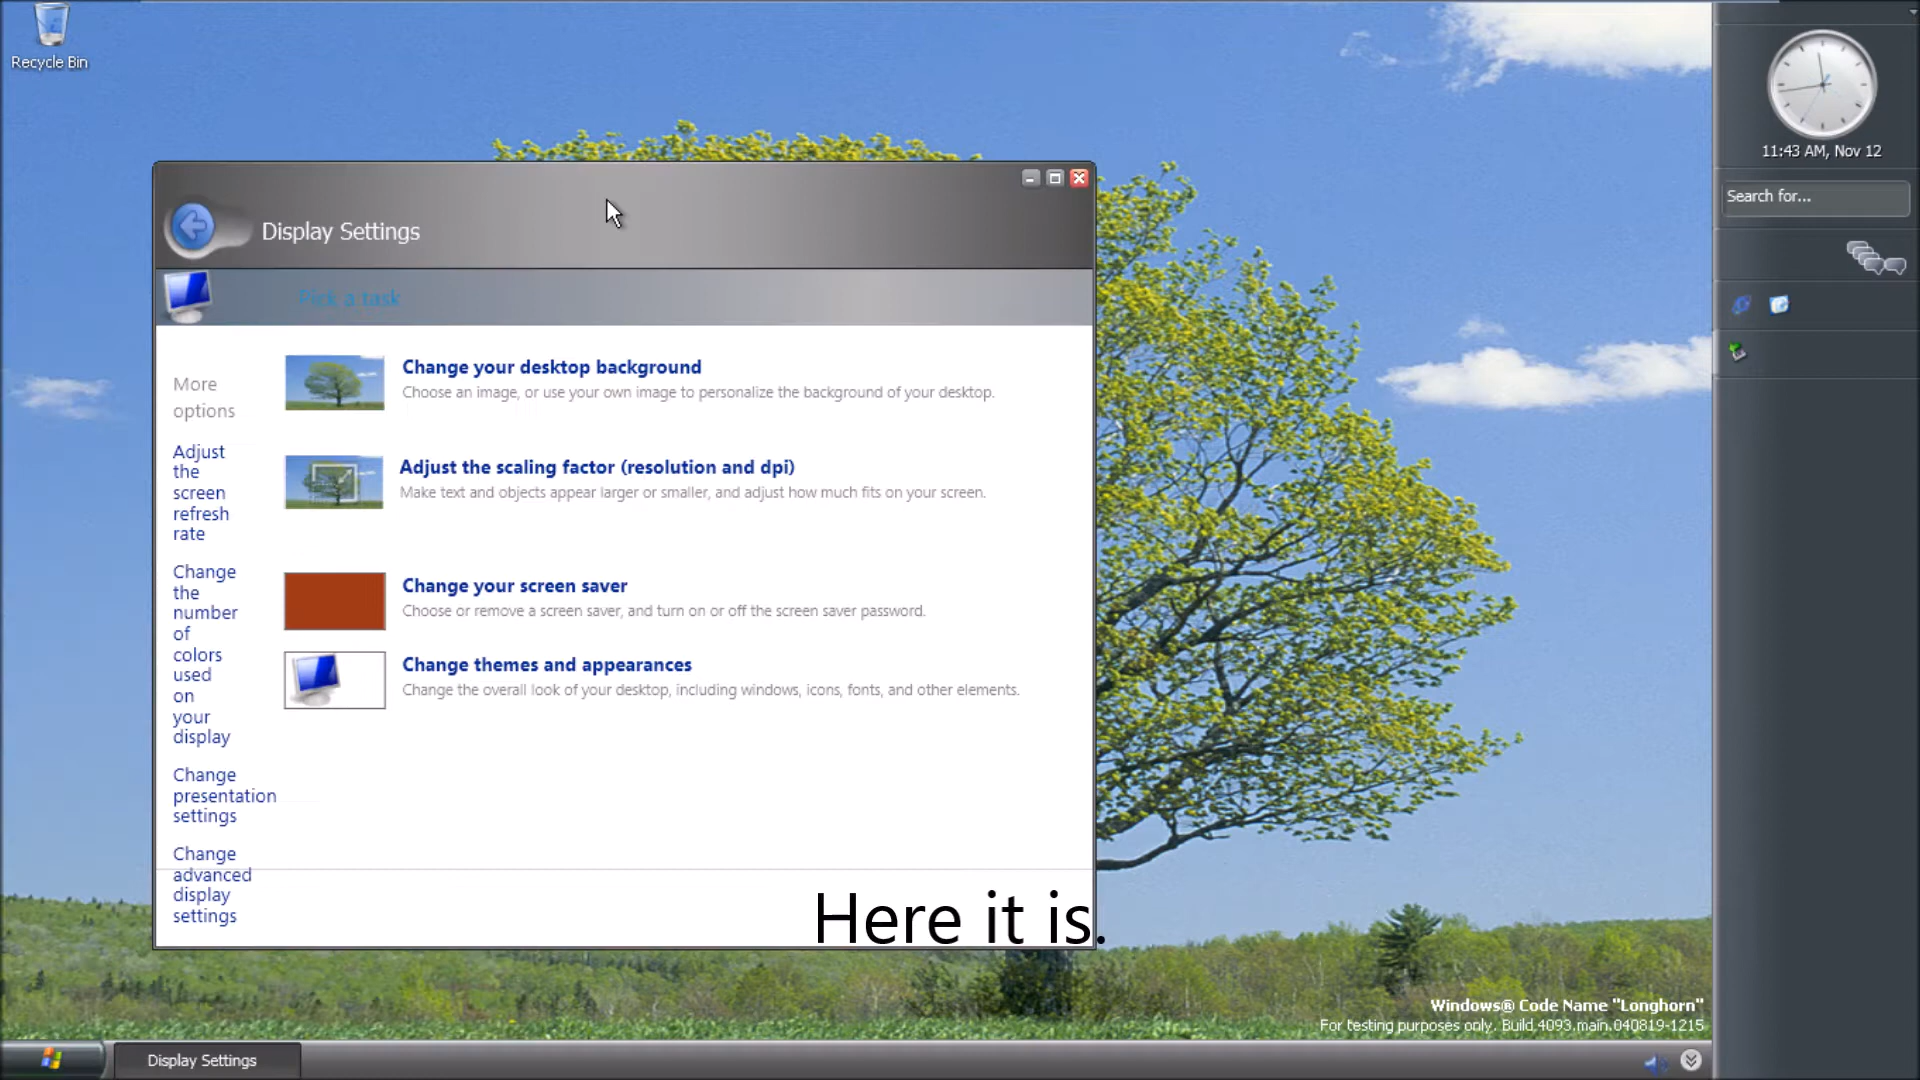 Recycle Bin
11:43 AM, Nov 12
Search for...
Display Settings
Pick a task
More
options
Adjust
the
screen
refresh
rate
Change
the
number
of
colors
used
on
your
display
Change
presentation
settings
Change
advanced
display
settings
Change your desktop background
Choose an image, or use your own image to personalize the background of your desktop.
Adjust the scaling factor (resolution and dpi)
Make text and objects appear larger or smaller, and adjust how much fits on your screen.
Change your screen saver
Choose or remove a screen saver, and turn on or off the screen saver password.
Change themes and appearances
Change the overall look of your desktop, including windows, icons, fonts, and other elements.
Here it is.
Windows® Code Name "Longhorn"
For testing purposes only. Build 4093.main.040819-1215
Display Settings